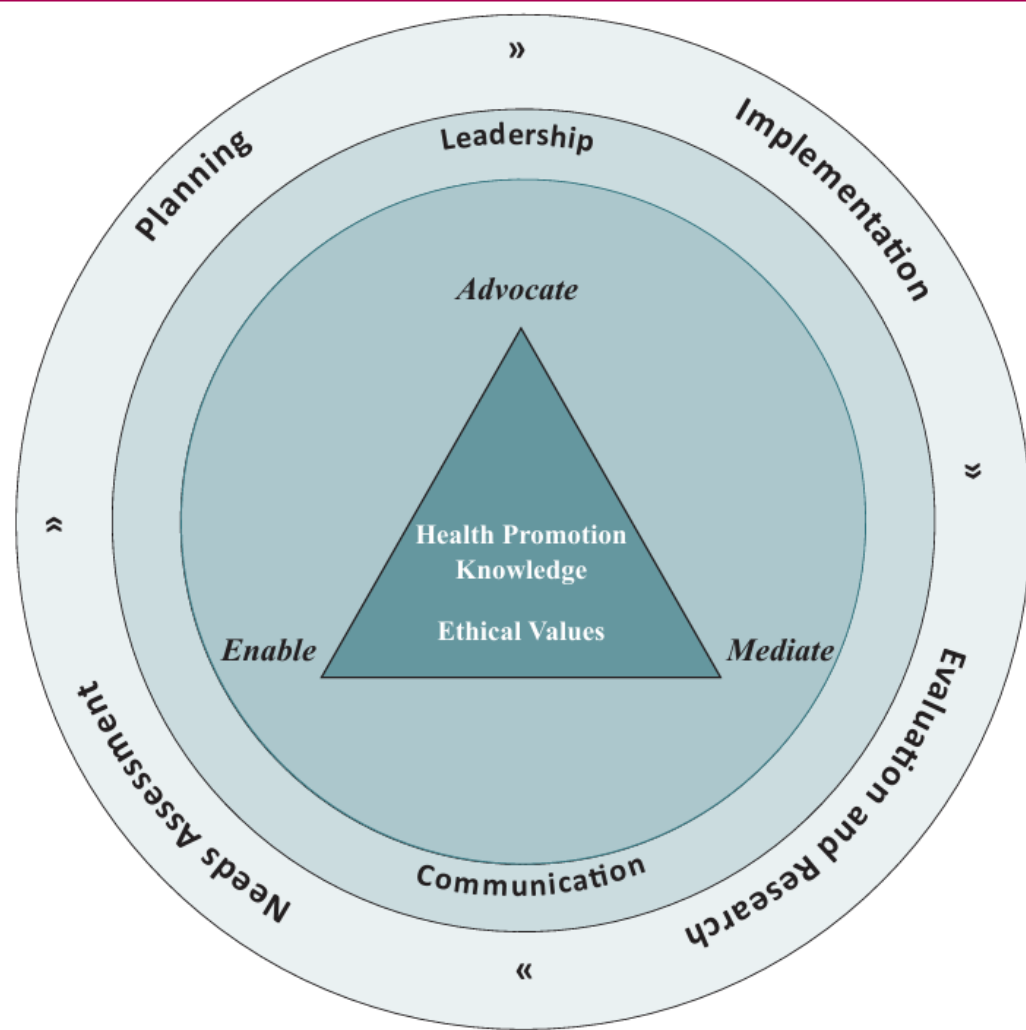 »
Planning
Implementation
Leadership
Advocate
»
«
Health Promotion
Knowledge
Ethical Values
Enable
Mediate
Needs Assessment
Evaluation and Research
Communication
«